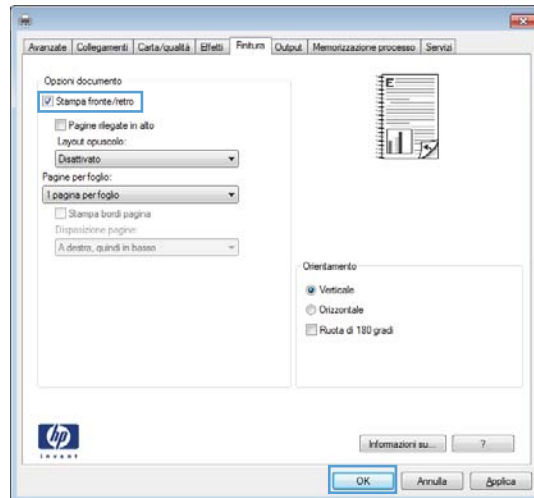 Avanzate Collegamenti Carta/qualità Effetti Finitura Output Memorizzazione processo Servizi
Opzioni documento
Stampa fronte/retro
Pagine rilegate in alto
Layout opuscolo:
Disattivato
Pagine per foglio:
1 pagina per foglio
Stampa bordi pagina
Disposizione pagine:
A destra, quindi in basso
E
Orientamento
Verticale
Orizzontale
Ruota di 180 gradi
hp
invent
Informazioni su... ?
OK Annulla Applica